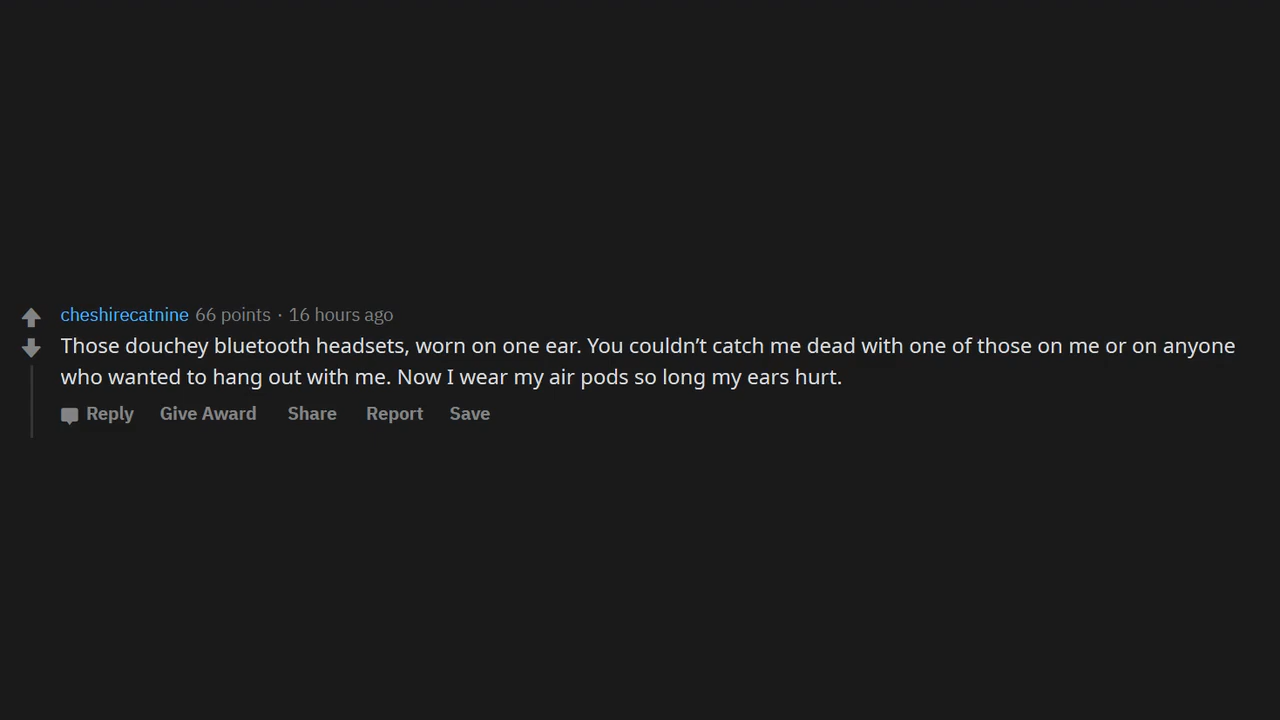 cheshirecatnine 66 points · 16 hours ago
Those douchey bluetooth headsets, worn on one ear. You couldn’t catch me dead with one of those on me or on anyone
who wanted to hang out with me. Now I wear my air pods so long my ears hurt.
Reply Give Award Share Report Save